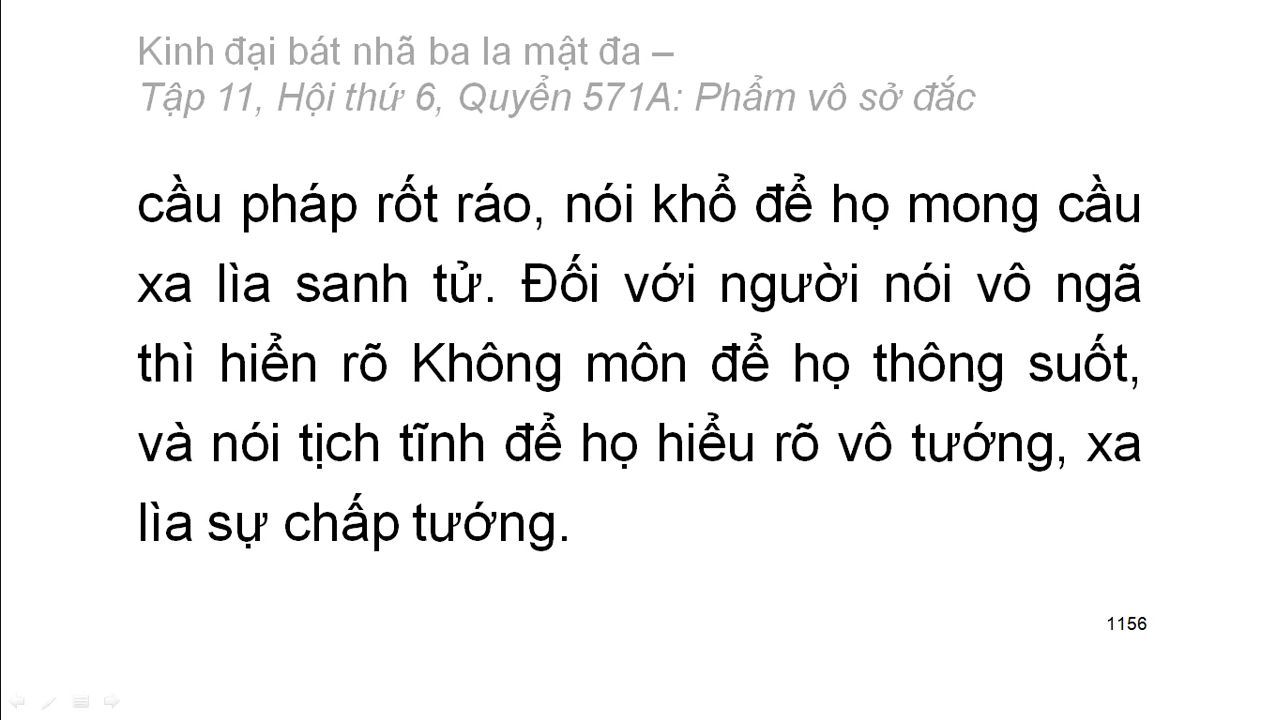 Kinh đại bát nhã ba la mật đa –
Tập 11, Hội thứ 6, Quyển 571A: Phẩm vô sở đắc
cầu pháp rốt ráo, nói khổ để họ mong cầu
xa lìa sanh tử. Đối với người nói vô ngã
thì hiển rõ Không môn để họ thông suốt,
và nói tịch tĩnh để họ hiểu rõ vô tướng, xa
lìa sự chấp tướng.
1156